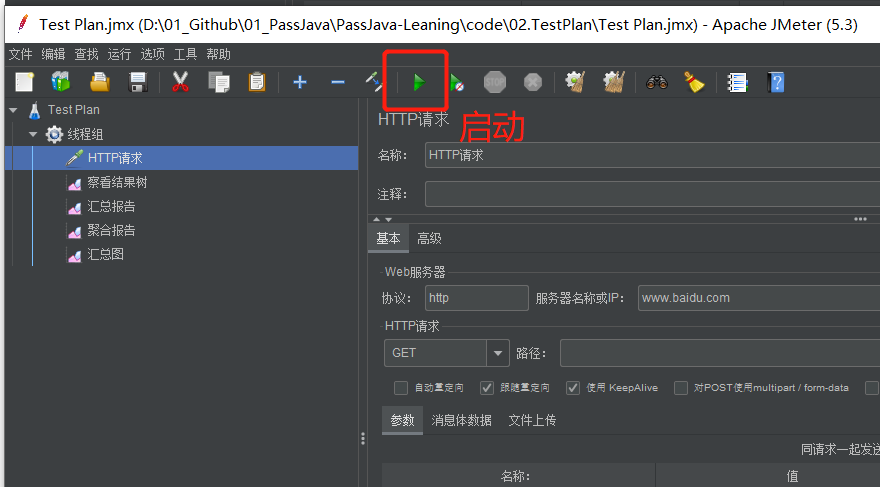 Test Plan.jmx (D:\01_Github\01_PassJava\PassJava-Leaning\code\02.TestPlan\Test Plan.jmx) - Apache JMeter (5.3)
文件 编辑 查找 运行 选项 工具 帮助
STOP
?
启动
Test Plan
线程组
HTTP请求
察看结果树
汇总报告
聚合报告
汇总图
HTTP请求
名称: HTTP请求
注释:
基本 高级
Web服务器
协议: http 服务器名称或IP: www.baidu.com
HTTP请求
GET 路径:
自动重定向 跟随重定向 使用 KeepAlive 对POST使用multipart / form-data
参数 消息体数据 文件上传
同请求一起发送
名称: 值